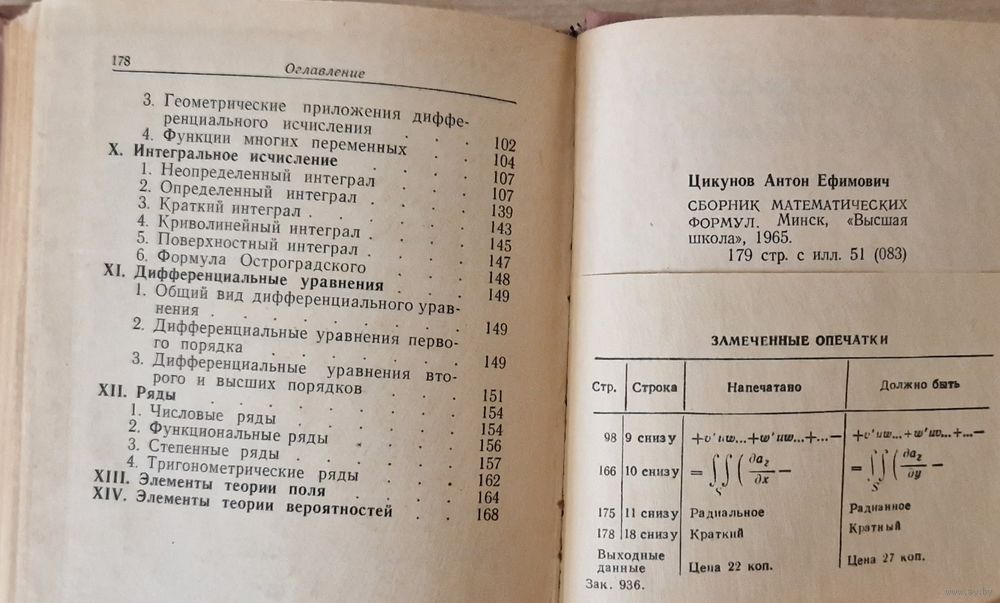 178
Оглавление
3. Геометрические приложения диффе-
ренциального исчисления . . . 102
4. Функции многих переменных . . 104
X. Интегральное исчисление . . . 107
1. Неопределенный интеграл . . . 107
2. Определенный интеграл . . . 139
3. Краткий интеграл . . . . 143
4. Криволинейный интеграл . . . 145
5. Поверхностный интеграл . . . 147
6. Формула Остроградского . . . 148
XI. Дифференциальные уравнения . . . 149
1. Общий вид дифференциального урав-
нения . . . . . . . 149
2. Дифференциальные уравнения перво-
го порядка . . . . . . 149
3. Дифференциальные уравнения вто-
рого и высших порядков . . . 151
XII. Ряды . . . . . . . 154
1. Числовые ряды . . . . . 154
2. Функциональные ряды . . . . 156
3. Степенные ряды . . . . . 157
4. Тригонометрические ряды . . . 162
XIII. Элементы теории поля . . . . 164
XIV. Элементы теории вероятностей . . 168
Цикунов Антон Ефимович
СБОРНИК МАТЕМАТИЧЕСКИХ
ФОРМУЛ. Минск, «Высшая
школа», 1965.
179 стр. с илл. 51 (083)
ЗАМЕЧЕННЫЕ ОПЕЧАТКИ
Стр. Строка Напечатано Должно быть
98 9 снизу +v'uw...+w'uw...+...— +v'uw...+w'uv...+...—
166 10 снизу = ∬S (∂az/∂x — = ∬S (∂az/∂y —
175 11 снизу Радиальное Радианное
178 18 снизу Краткий Кратный
Выходные
данные Цена 22 коп. Цена 27 коп.
Зак. 936.